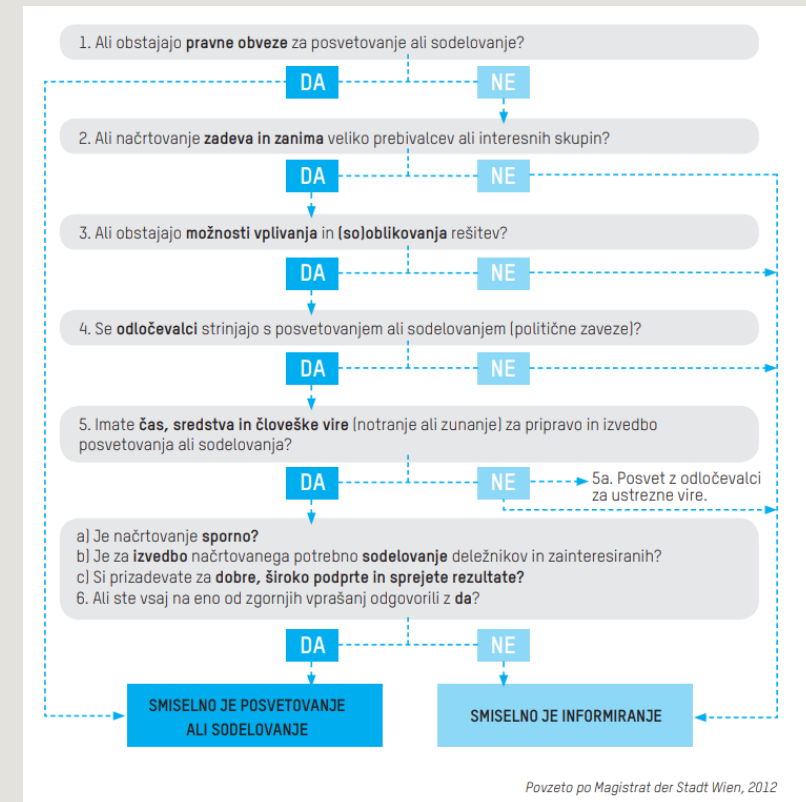 1. Ali obstajajo pravne obveze za posvetovanje ali sodelovanje?
DA
NE
2. Ali načrtovanje zadeva in zanima veliko prebivalcev ali interesnih skupin?
DA
NE
3. Ali obstajajo možnosti vplivanja in (so)oblikovanja rešitev?
DA
NE
4. Se odločevalci strinjajo s posvetovanjem ali sodelovanjem (politične zaveze)?
DA
NE
5. Imate čas, sredstva in človeške vire (notranje ali zunanje) za pripravo in izvedbo
posvetovanja ali sodelovanja?
DA
NE
5a. Posvet z odločevalci
za ustrezne vire.
a) Je načrtovanje sporno?
b) Je za izvedbo načrtovanega potrebno sodelovanje deležnikov in zainteresiranih?
c) Si prizadevate za dobre, široko podprte in sprejete rezultate?
6. Ali ste vsaj na eno od zgornjih vprašanj odgovorili z da?
DA
NE
SMISELNO JE POSVETOVANJE
ALI SODELOVANJE
SMISELNO JE INFORMIRANJE
Povzeto po Magistrat der Stadt Wien, 2012